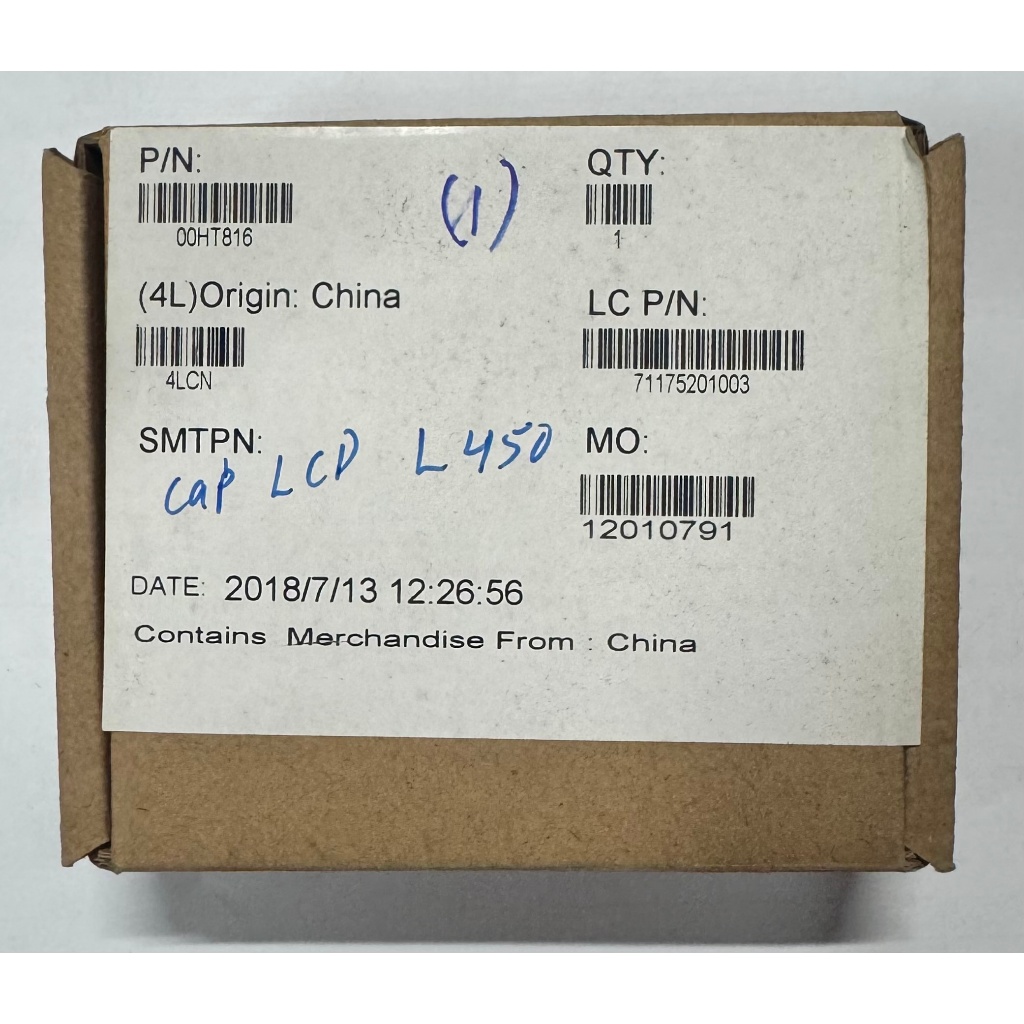 P/N:
00HT816
(1)
QTY:
1
(4L)Origin: China
4LCN
LC P/N:
71175201003
SMTPN:
cap LCD L450
MO:
12010791
DATE: 2018/7/13 12:26:56
Contains Merchandise From : China